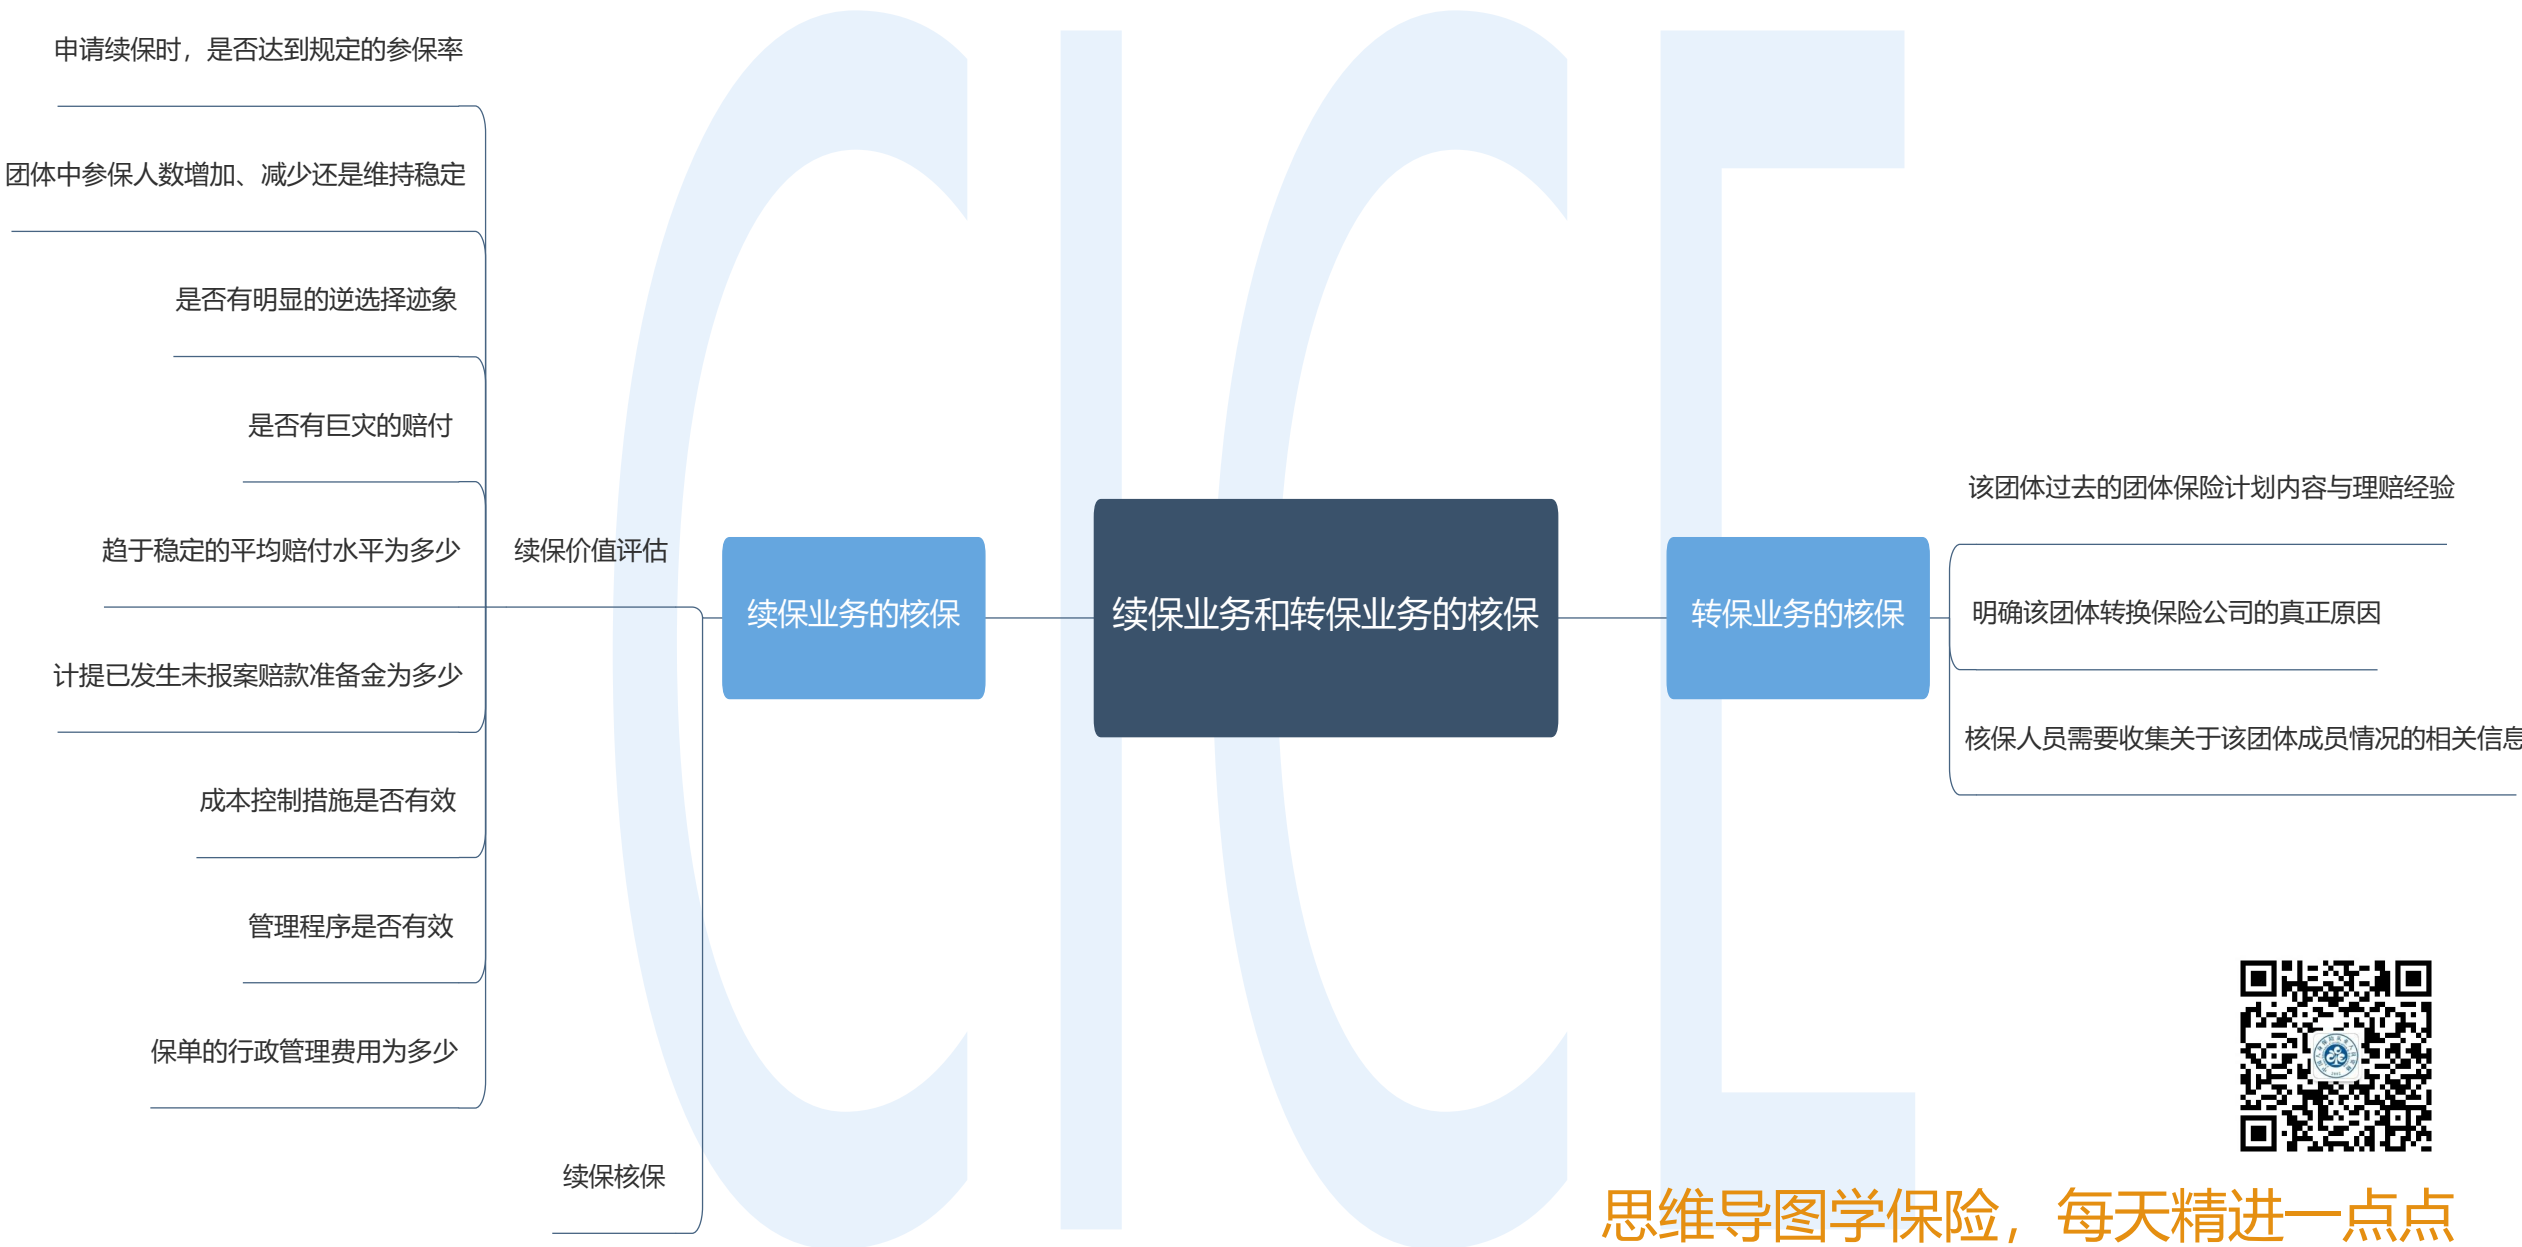 申请续保时，是否达到规定的参保率
团体中参保人数增加、减少还是维持稳定
是否有明显的逆选择迹象
是否有巨灾的赔付
趋于稳定的平均赔付水平为多少
计提已发生未报案赔款准备金为多少
成本控制措施是否有效
管理程序是否有效
保单的行政管理费用为多少
续保价值评估
续保核保
续保业务的核保
续保业务和转保业务的核保
转保业务的核保
该团体过去的团体保险计划内容与理赔经验
明确该团体转换保险公司的真正原因
核保人员需要收集关于该团体成员情况的相关信息
CICE
思维导图学保险，每天精进一点点